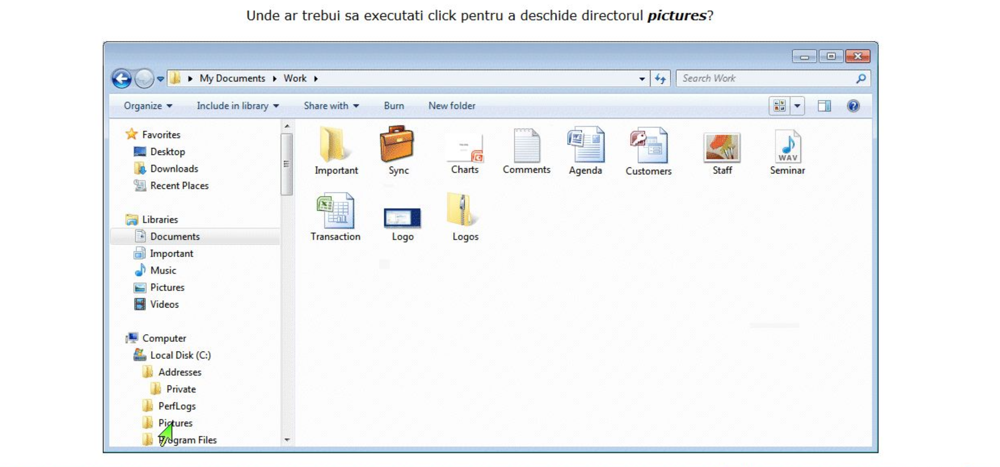 Unde ar trebui sa executati click pentru a deschide directorul pictures?
My Documents Work Search Work
Organize Include in library Share with Burn New folder
Favorites
Desktop
Downloads
Recent Places
Libraries
Documents
Important
Music
Pictures
Videos
Computer
Local Disk (C:)
Addresses
Private
PerfLogs
Pictures
Program Files
WAV
Important Sync Charts Comments Agenda Customers Staff Seminar
Transaction Logo Logos